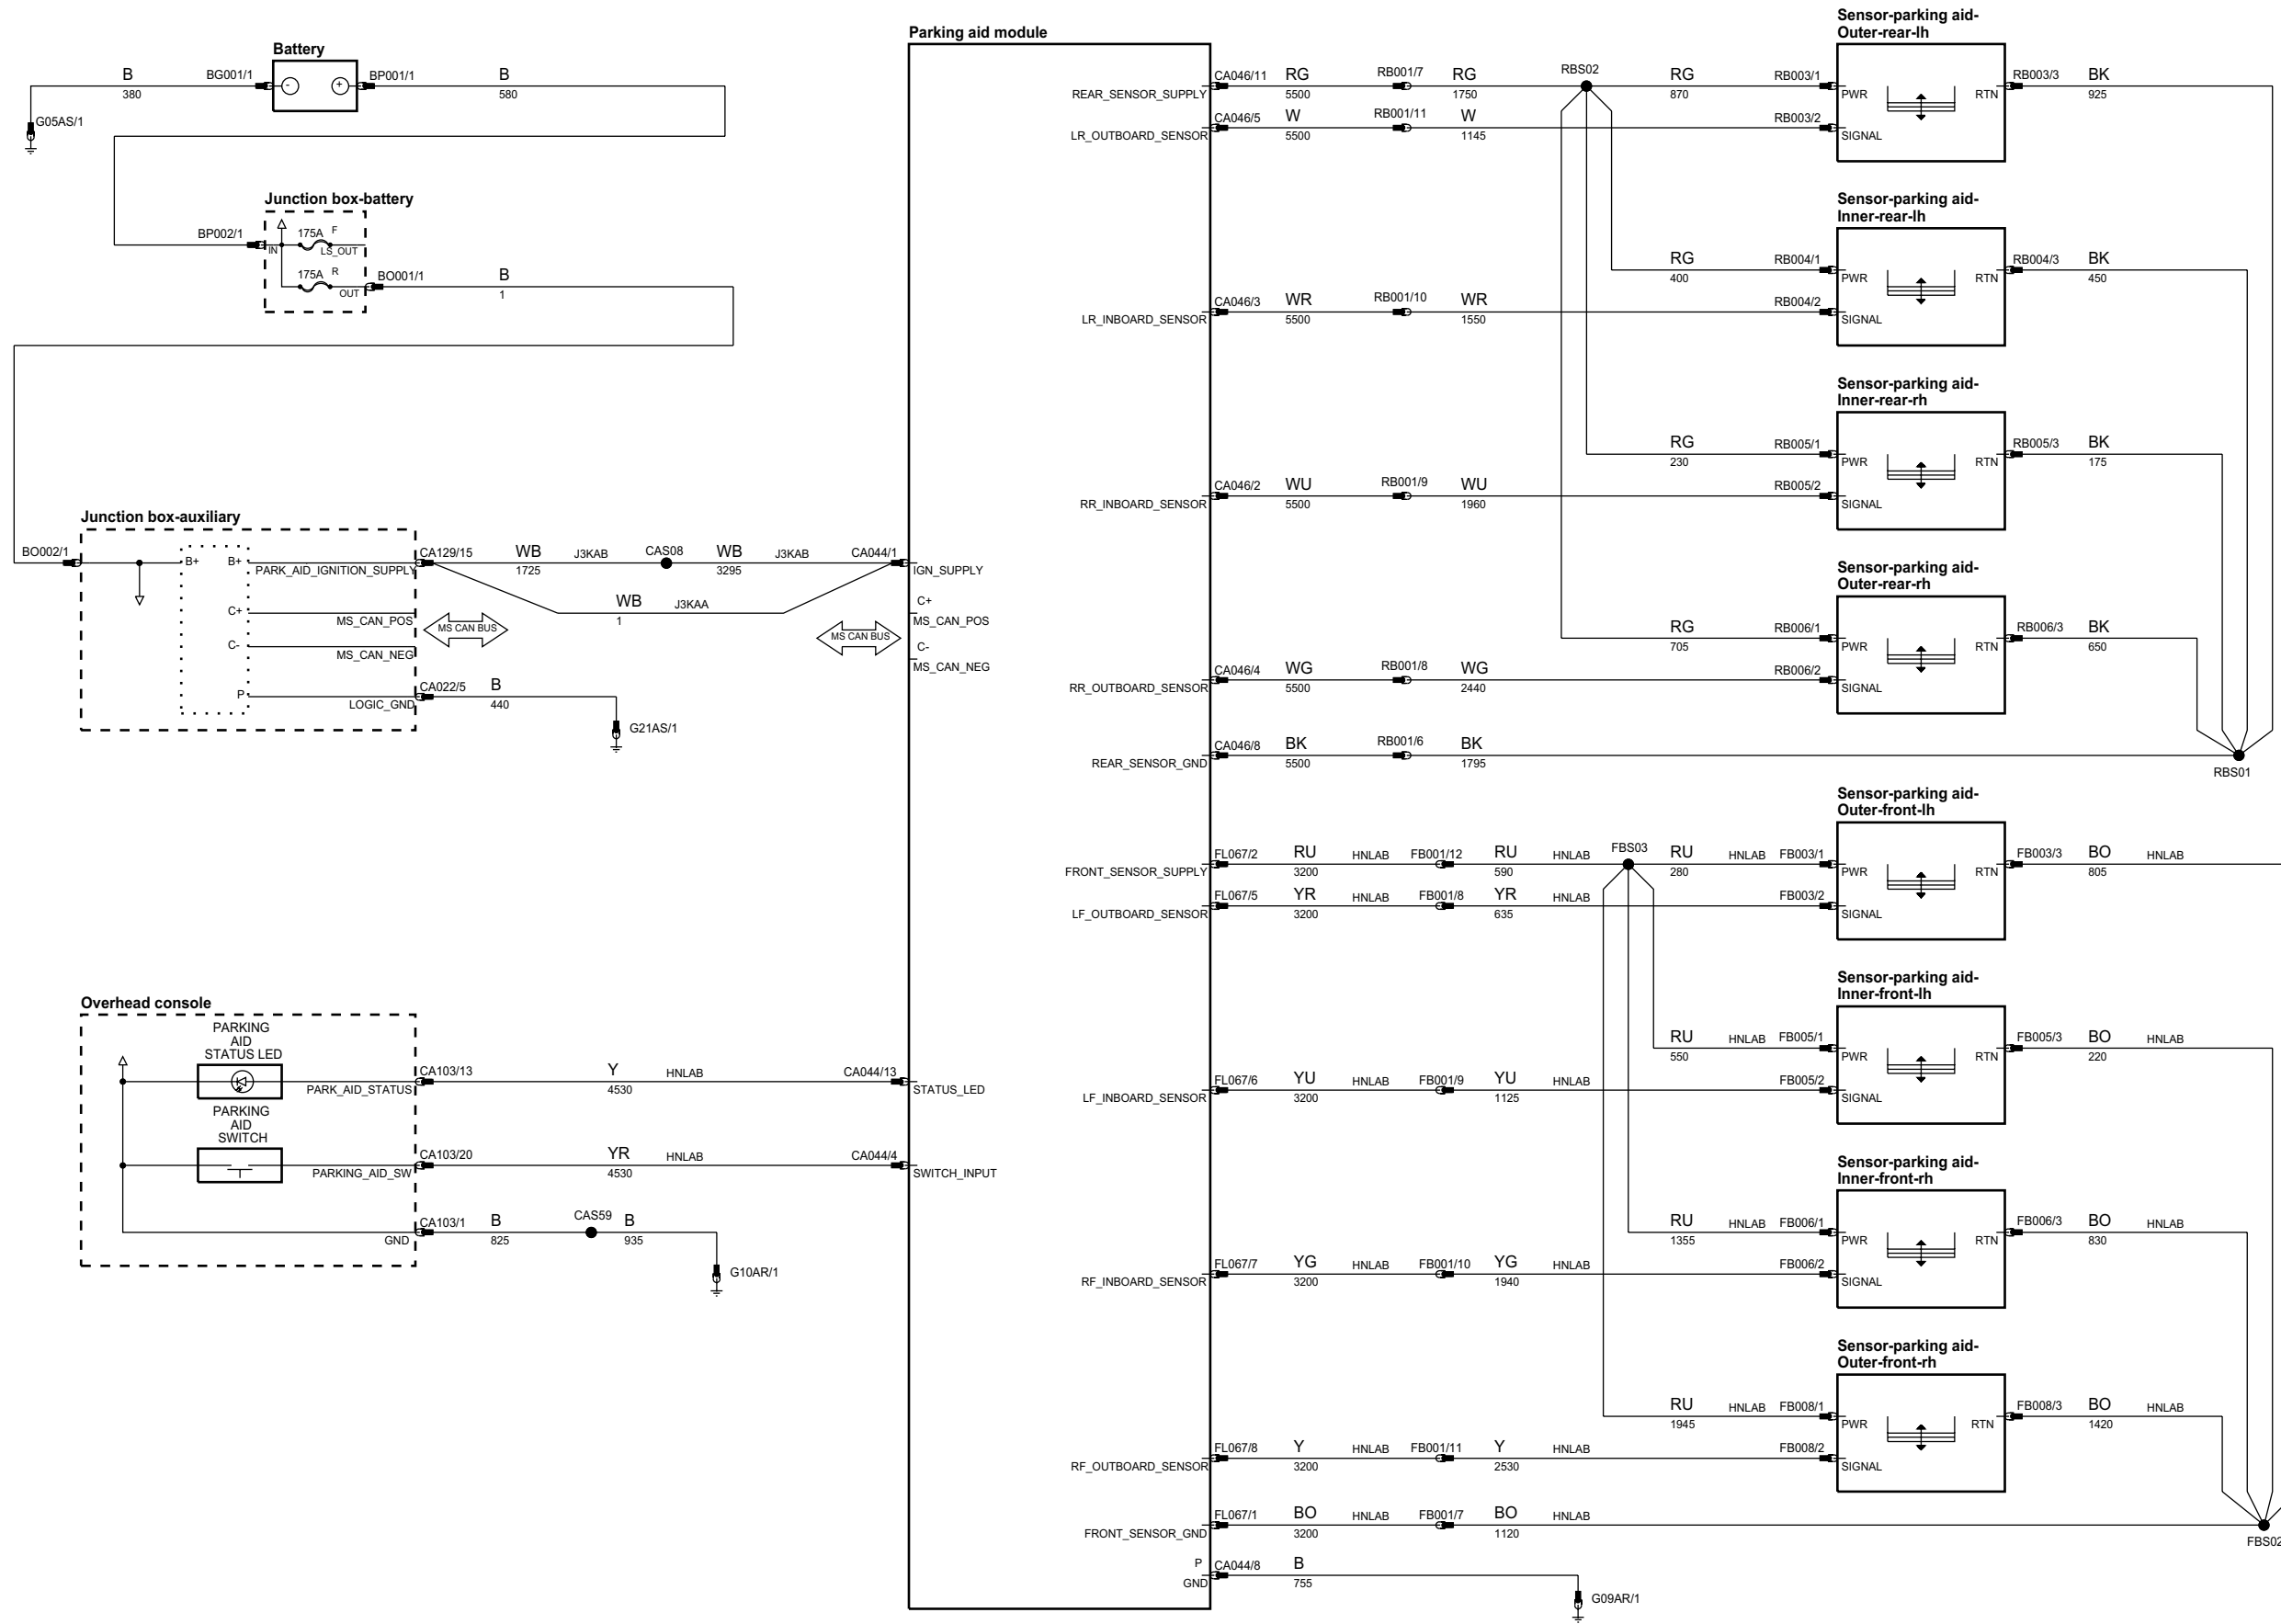 Battery
B
380
BG001/1
-
+
BP001/1
B
580
G05AS/1
Junction box-battery
BP002/1
IN
175A F
LS_OUT
175A R
OUT
BO001/1
B
1
Junction box-auxiliary
BO002/1
B+
B+
PARK_AID_IGNITION_SUPPLY
CA129/15
WB
1725
J3KAB
CAS08
WB
3295
J3KAB
CA044/1
WB
1
J3KAA
C+
MS_CAN_POS
C-
MS_CAN_NEG
MS CAN BUS
MS CAN BUS
P
LOGIC_GND
CA022/5
B
440
G21AS/1
Overhead console
PARKING
AID
STATUS LED
PARK_AID_STATUS
CA103/13
Y
4530
HNLAB
CA044/13
PARKING
AID
SWITCH
PARKING_AID_SW
CA103/20
YR
4530
HNLAB
CA044/4
GND
CA103/1
B
825
CAS59
B
935
G10AR/1
Parking aid module
IGN_SUPPLY
C+
MS_CAN_POS
C-
MS_CAN_NEG
STATUS_LED
SWITCH_INPUT
REAR_SENSOR_SUPPLY
CA046/11
RG
5500
RB001/7
RG
1750
RBS02
RG
870
RB003/1
LR_OUTBOARD_SENSOR
CA046/5
W
5500
RB001/11
W
1145
RB003/2
Sensor-parking aid-
Outer-rear-lh
PWR
RTN
SIGNAL
RB003/3
BK
925
Sensor-parking aid-
Inner-rear-lh
RG
400
RB004/1
PWR
RTN
SIGNAL
RB004/3
BK
450
LR_INBOARD_SENSOR
CA046/3
WR
5500
RB001/10
WR
1550
RB004/2
Sensor-parking aid-
Inner-rear-rh
RG
230
RB005/1
PWR
RTN
SIGNAL
RB005/3
BK
175
RR_INBOARD_SENSOR
CA046/2
WU
5500
RB001/9
WU
1960
RB005/2
Sensor-parking aid-
Outer-rear-rh
RG
705
RB006/1
PWR
RTN
SIGNAL
RB006/3
BK
650
RR_OUTBOARD_SENSOR
CA046/4
WG
5500
RB001/8
WG
2440
RB006/2
REAR_SENSOR_GND
CA046/8
BK
5500
RB001/6
BK
1795
RBS01
Sensor-parking aid-
Outer-front-lh
FRONT_SENSOR_SUPPLY
FL067/2
RU
3200
HNLAB
FB001/12
RU
590
HNLAB
FBS03
RU
280
HNLAB
FB003/1
PWR
RTN
SIGNAL
FB003/3
BO
805
HNLAB
LF_OUTBOARD_SENSOR
FL067/5
YR
3200
HNLAB
FB001/8
YR
635
HNLAB
FB003/2
Sensor-parking aid-
Inner-front-lh
RU
550
HNLAB
FB005/1
PWR
RTN
SIGNAL
FB005/3
BO
220
HNLAB
LF_INBOARD_SENSOR
FL067/6
YU
3200
HNLAB
FB001/9
YU
1125
HNLAB
FB005/2
Sensor-parking aid-
Inner-front-rh
RU
1355
HNLAB
FB006/1
PWR
RTN
SIGNAL
FB006/3
BO
830
HNLAB
RF_INBOARD_SENSOR
FL067/7
YG
3200
HNLAB
FB001/10
YG
1940
HNLAB
FB006/2
Sensor-parking aid-
Outer-front-rh
RU
1945
HNLAB
FB008/1
PWR
RTN
SIGNAL
FB008/3
BO
1420
HNLAB
RF_OUTBOARD_SENSOR
FL067/8
Y
3200
HNLAB
FB001/11
Y
2530
HNLAB
FB008/2
FRONT_SENSOR_GND
FL067/1
BO
3200
HNLAB
FB001/7
BO
1120
HNLAB
FBS02
P
GND
CA044/8
B
755
G09AR/1